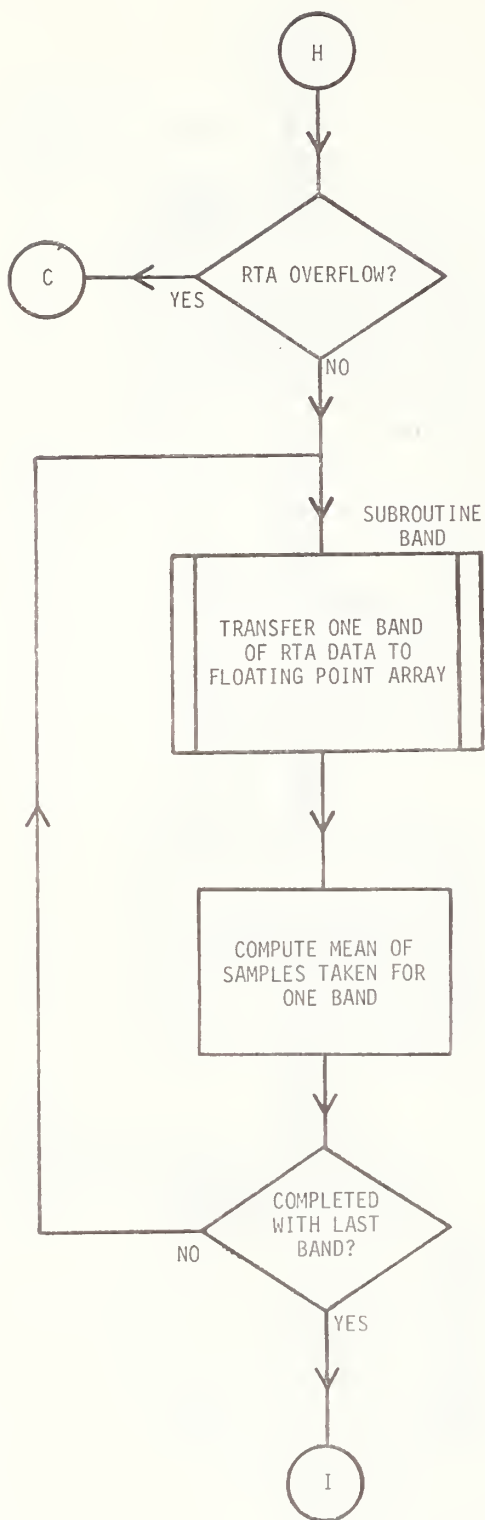 H
RTA OVERFLOW?
C
YES
NO
SUBROUTINE
BAND
TRANSFER ONE BAND
OF RTA DATA TO
FLOATING POINT ARRAY
COMPUTE MEAN OF
SAMPLES TAKEN FOR
ONE BAND
COMPLETED
WITH LAST
BAND?
NO
YES
I